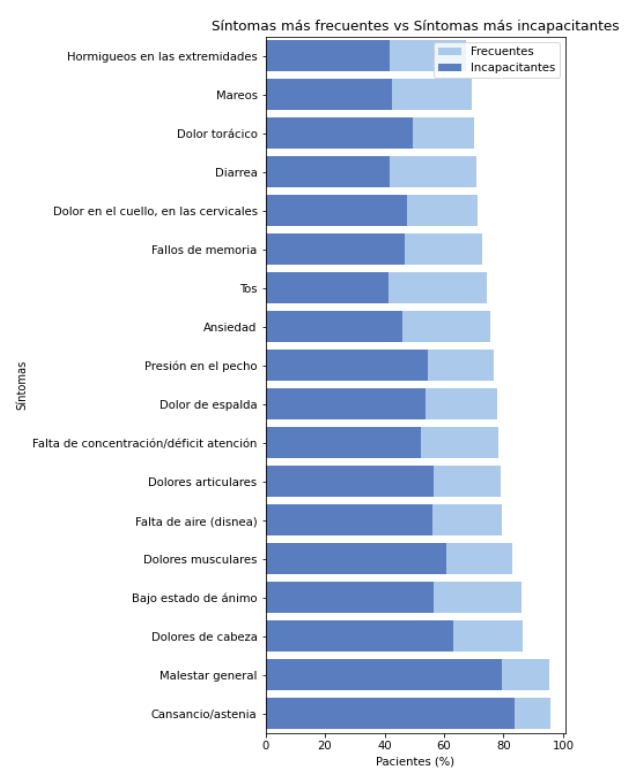 Síntomas más frecuentes vs Síntomas más incapacitantes
Frecuentes
Incapacitantes
Hormigueos en las extremidades
Mareos
Dolor torácico
Diarrea
Dolor en el cuello, en las cervicales
Fallos de memoria
Tos
Ansiedad
Presión en el pecho
Dolor de espalda
Falta de concentración/déficit atención
Dolores articulares
Falta de aire (disnea)
Dolores musculares
Bajo estado de ánimo
Dolores de cabeza
Malestar general
Cansancio/astenia
Síntomas
0 20 40 60 80 100
Pacientes (%)